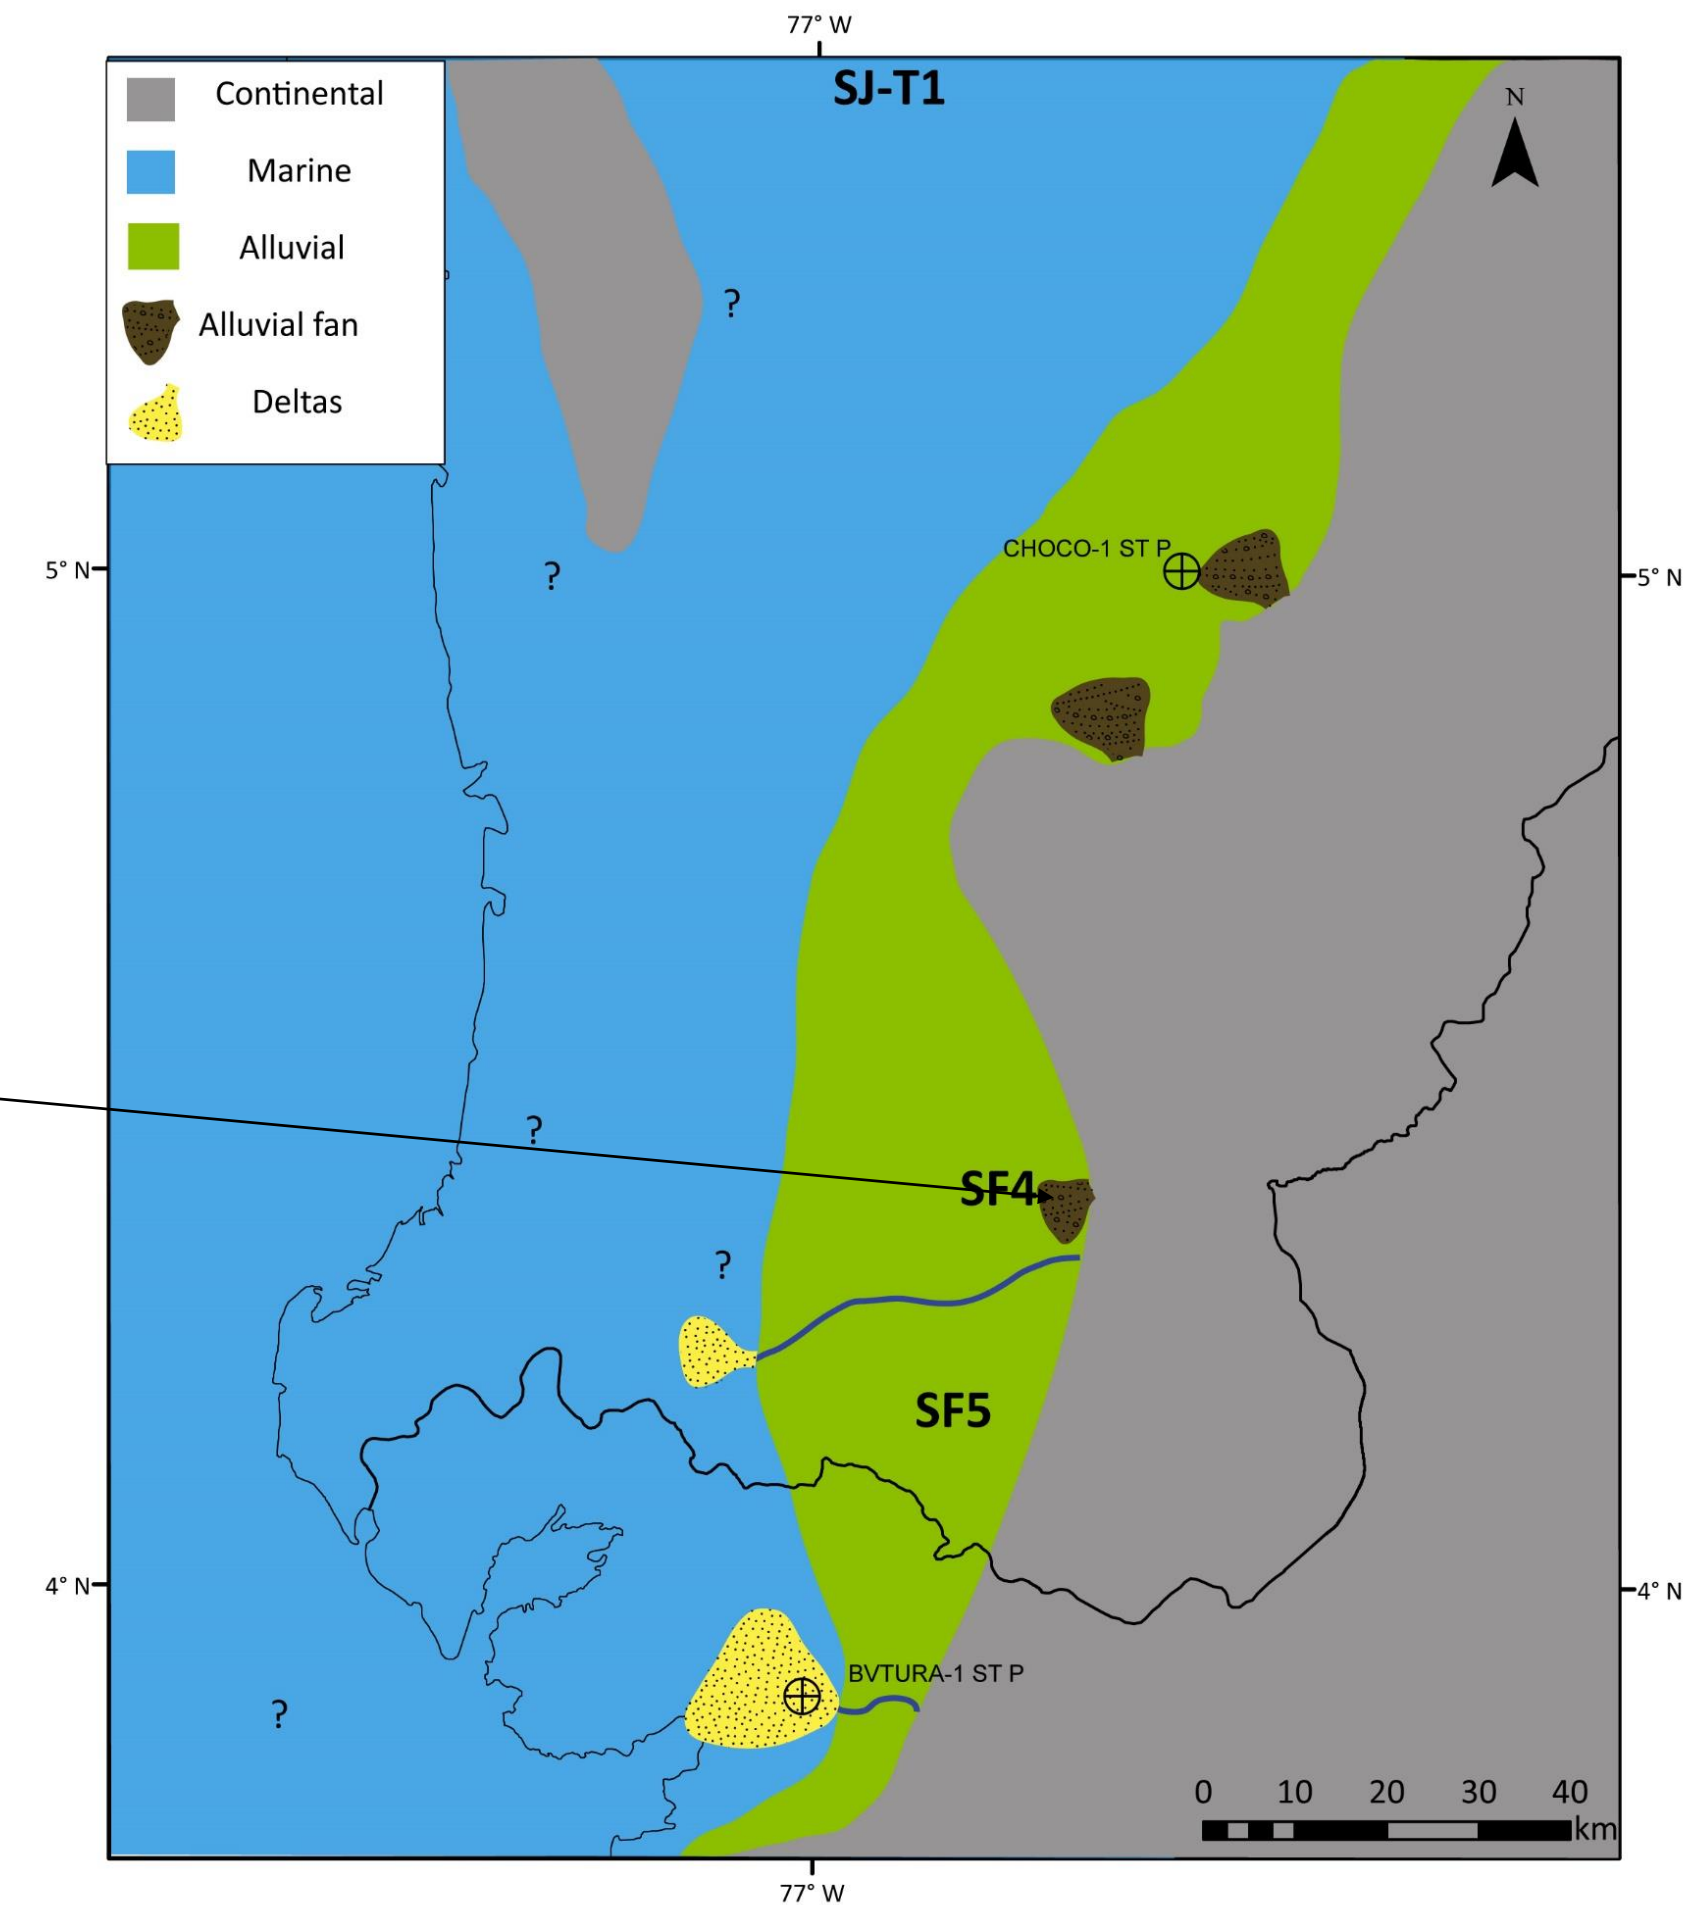 77° W
SJ-T1
N
Continental
Marine
Alluvial
Alluvial fan
Deltas
?
CHOCO-1 ST P
5° N
?
5° N
?
SF4
?
SF5
4° N
4° N
BVTURA-1 ST P
?
0 10 20 30 40
km
77° W